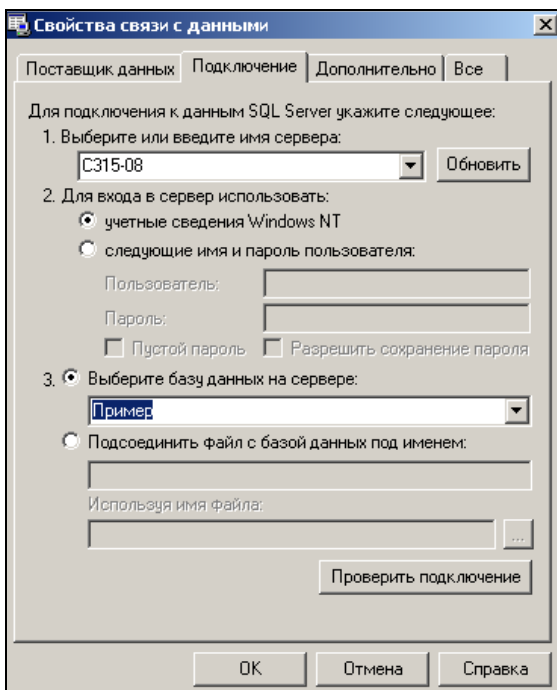 Свойства связи с данными
Поставщик данных Подключение Дополнительно Все
Для подключения к данным SQL Server укажите следующее:
1. Выберите или введите имя сервера:
C315-08 Обновить
2. Для входа в сервер использовать:
учетные сведения Windows NT
следующие имя и пароль пользователя:
Пользователь:
Пароль:
Пустой пароль Разрешить сохранение пароля
3. Выберите базу данных на сервере:
Пример
Подсоединить файл с базой данных под именем:
Используя имя файла:
...
Проверить подключение
OK Отмена Справка